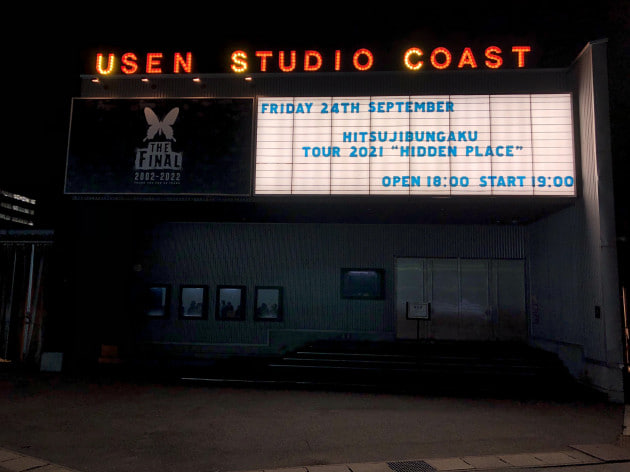 USEN STUDIO COAST
THE
FINAL
2002-2022
FRIDAY 24TH SEPTEMBER
HITSUJIBUNGAKU
TOUR 2021 "HIDDEN PLACE"
OPEN 18:00 START 19:00